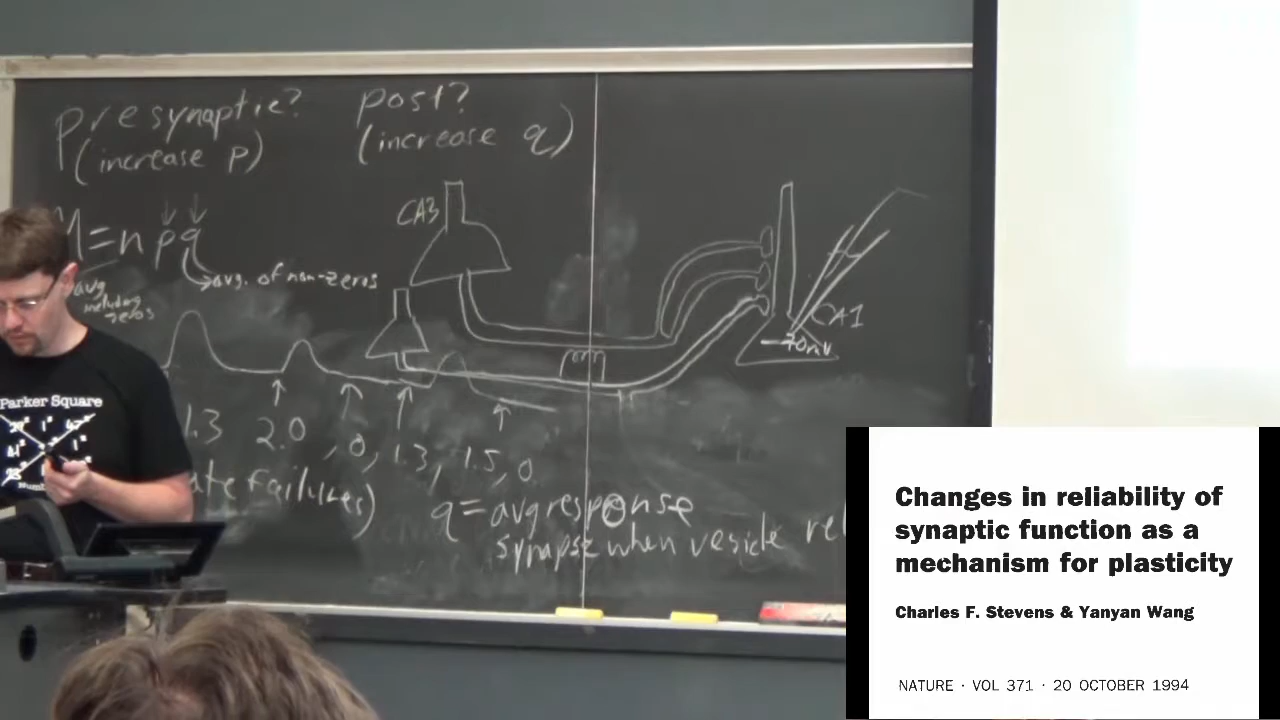 presynaptic? post?
(increase p) (increase q)
M = n p q
avg. of non-zeros
avg
including
zeros
CA3
CA1
-70mV
1.3 2.0 , 0, 1.3, 1.5, 0
ate failures)
q = avg response
synapse when vesicle rel
Parker Square
Changes in reliability of
synaptic function as a
mechanism for plasticity
Charles F. Stevens & Yanyan Wang
NATURE · VOL 371 · 20 OCTOBER 1994